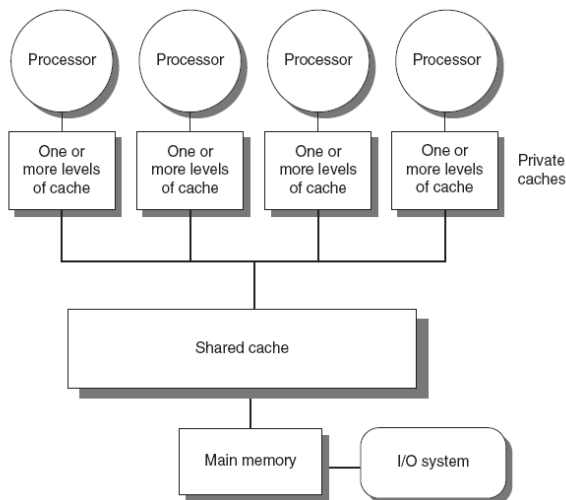 Processor
Processor
Processor
Processor
One or
more levels
of cache
One or
more levels
of cache
One or
more levels
of cache
One or
more levels
of cache
Private
caches
Shared cache
Main memory
I/O system